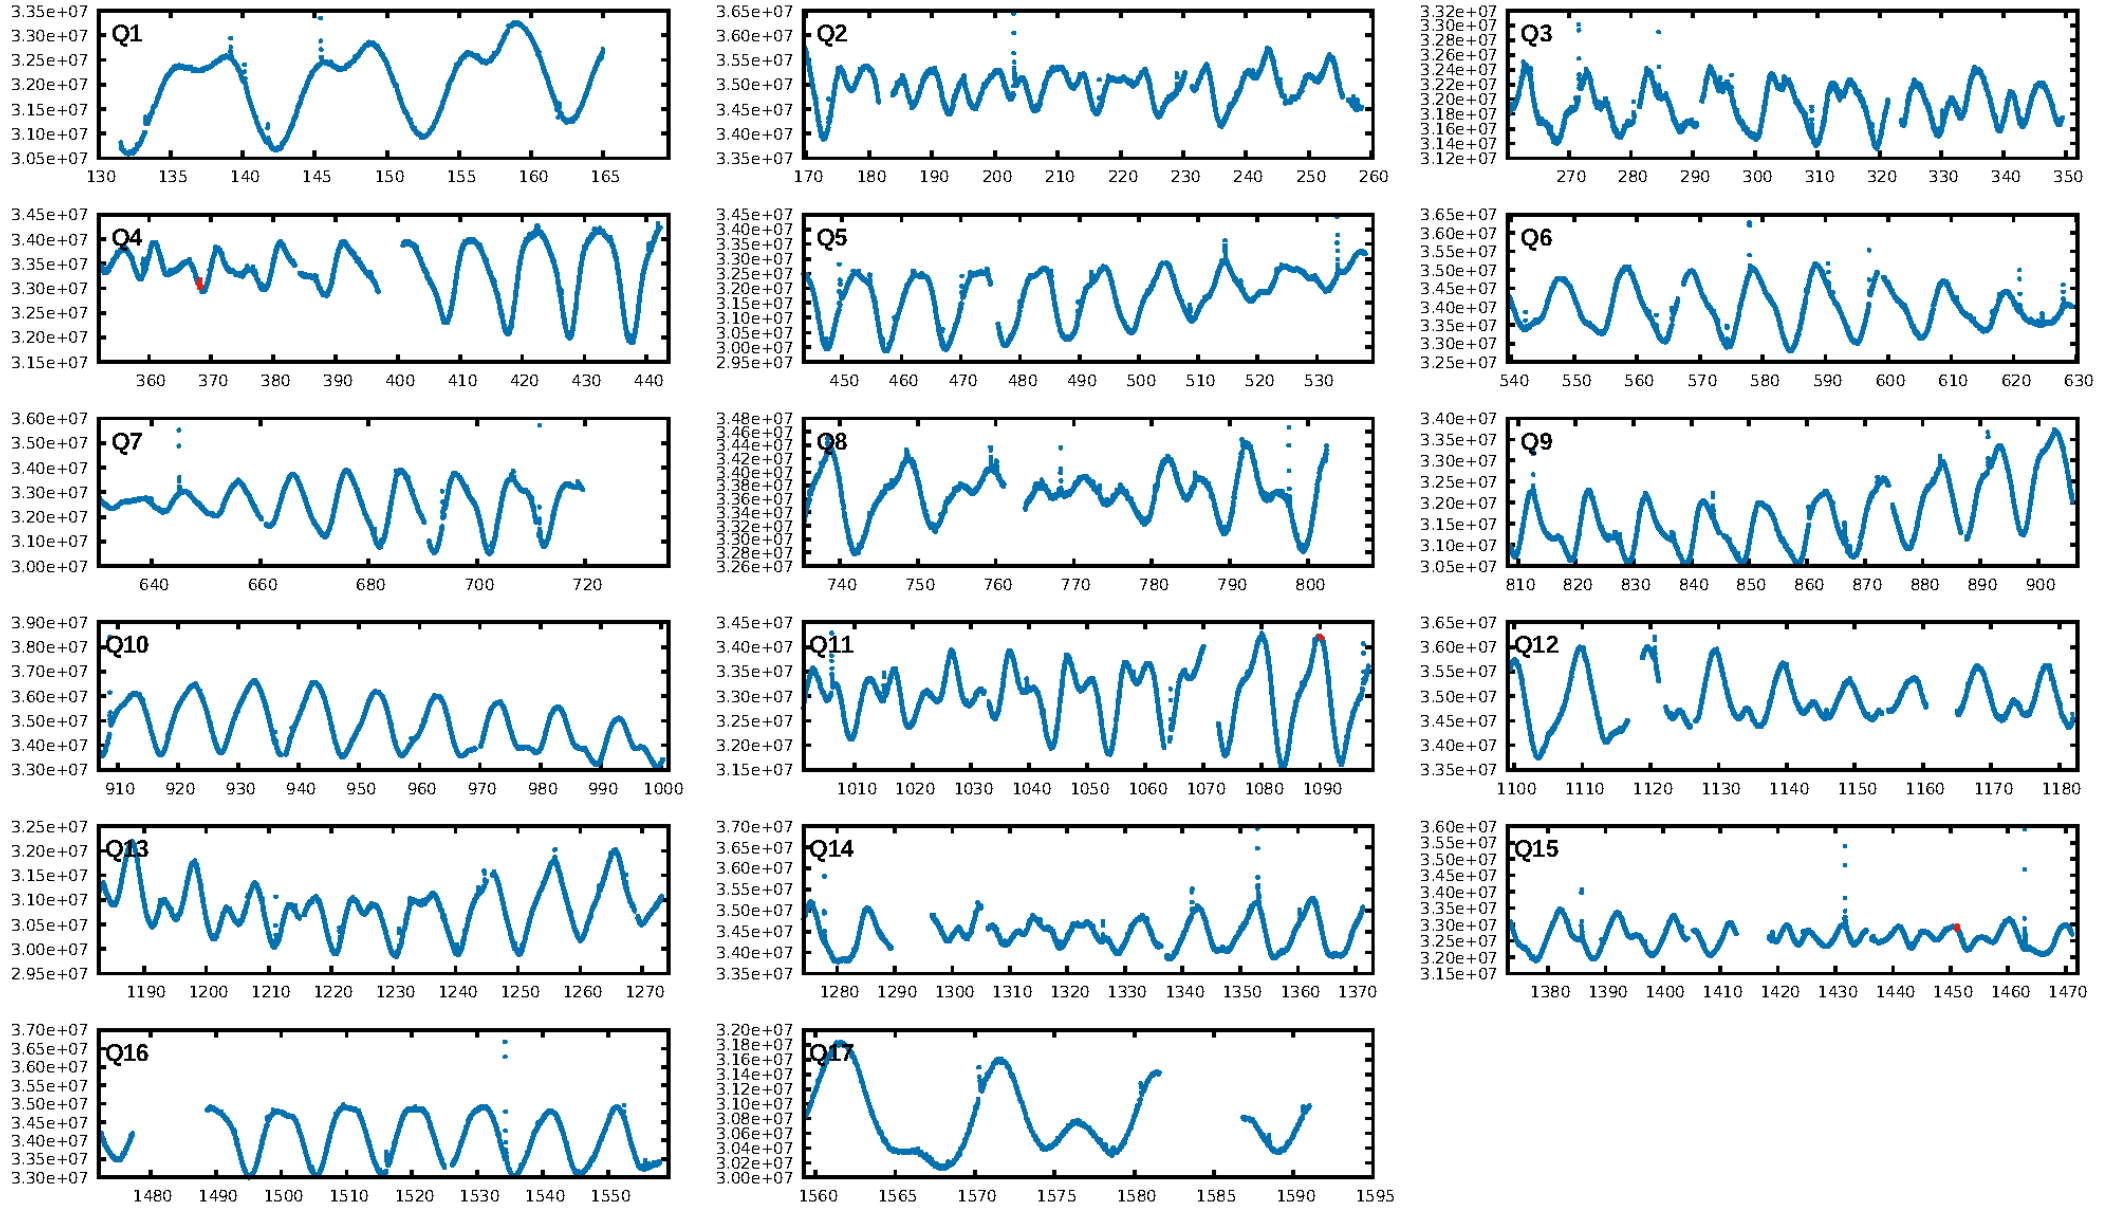 Q1
3.35e+07
3.30e+07
3.25e+07
3.20e+07
3.15e+07
3.10e+07
3.05e+07
130 135 140 145 150 155 160 165
Q2
3.65e+07
3.60e+07
3.55e+07
3.50e+07
3.45e+07
3.40e+07
3.35e+07
170 180 190 200 210 220 230 240 250 260
Q3
3.32e+07
3.30e+07
3.28e+07
3.26e+07
3.24e+07
3.22e+07
3.20e+07
3.18e+07
3.16e+07
3.14e+07
3.12e+07
270 280 290 300 310 320 330 340 350
Q4
3.45e+07
3.40e+07
3.35e+07
3.30e+07
3.25e+07
3.20e+07
3.15e+07
360 370 380 390 400 410 420 430 440
Q5
3.45e+07
3.40e+07
3.35e+07
3.30e+07
3.25e+07
3.20e+07
3.15e+07
3.10e+07
3.05e+07
3.00e+07
2.95e+07
450 460 470 480 490 500 510 520 530
Q6
3.65e+07
3.60e+07
3.55e+07
3.50e+07
3.45e+07
3.40e+07
3.35e+07
3.30e+07
3.25e+07
540 550 560 570 580 590 600 610 620 630
Q7
3.60e+07
3.50e+07
3.40e+07
3.30e+07
3.20e+07
3.10e+07
3.00e+07
640 660 680 700 720
Q8
3.48e+07
3.46e+07
3.44e+07
3.42e+07
3.40e+07
3.38e+07
3.36e+07
3.34e+07
3.32e+07
3.30e+07
3.28e+07
3.26e+07
740 750 760 770 780 790 800
Q9
3.40e+07
3.35e+07
3.30e+07
3.25e+07
3.20e+07
3.15e+07
3.10e+07
3.05e+07
810 820 830 840 850 860 870 880 890 900
Q10
3.90e+07
3.80e+07
3.70e+07
3.60e+07
3.50e+07
3.40e+07
3.30e+07
910 920 930 940 950 960 970 980 990 1000
Q11
3.45e+07
3.40e+07
3.35e+07
3.30e+07
3.25e+07
3.20e+07
3.15e+07
1010 1020 1030 1040 1050 1060 1070 1080 1090
Q12
3.65e+07
3.60e+07
3.55e+07
3.50e+07
3.45e+07
3.40e+07
3.35e+07
1100 1110 1120 1130 1140 1150 1160 1170 1180
Q13
3.25e+07
3.20e+07
3.15e+07
3.10e+07
3.05e+07
3.00e+07
2.95e+07
1190 1200 1210 1220 1230 1240 1250 1260 1270
Q14
3.70e+07
3.65e+07
3.60e+07
3.55e+07
3.50e+07
3.45e+07
3.40e+07
3.35e+07
1280 1290 1300 1310 1320 1330 1340 1350 1360 1370
Q15
3.60e+07
3.55e+07
3.50e+07
3.45e+07
3.40e+07
3.35e+07
3.30e+07
3.25e+07
3.20e+07
3.15e+07
1380 1390 1400 1410 1420 1430 1440 1450 1460 1470
Q16
3.70e+07
3.65e+07
3.60e+07
3.55e+07
3.50e+07
3.45e+07
3.40e+07
3.35e+07
3.30e+07
1480 1490 1500 1510 1520 1530 1540 1550
Q17
3.20e+07
3.18e+07
3.16e+07
3.14e+07
3.12e+07
3.10e+07
3.08e+07
3.06e+07
3.04e+07
3.02e+07
3.00e+07
1560 1565 1570 1575 1580 1585 1590 1595